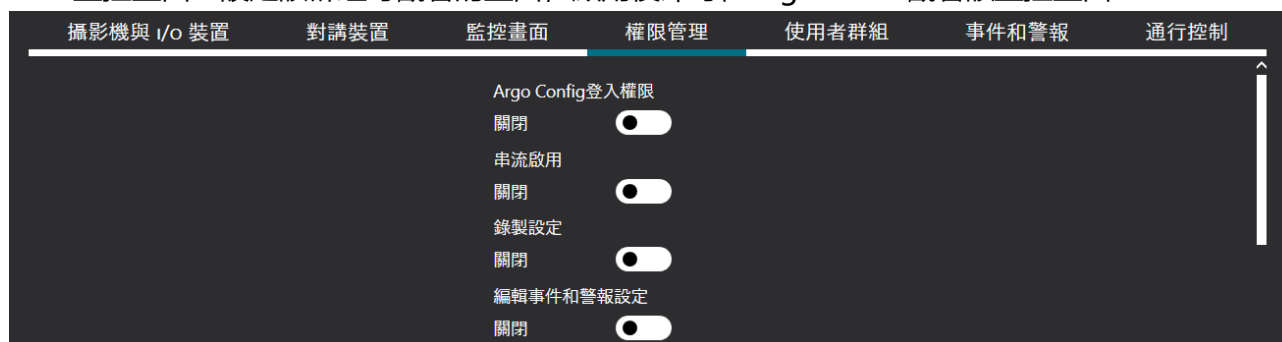 攝影機與 I/o 裝置 對講裝置 監控畫面 權限管理 使用者群組 事件和警報 通行控制
Argo Config登入權限
關閉
串流啟用
關閉
錄製設定
關閉
編輯事件和警報設定
關閉